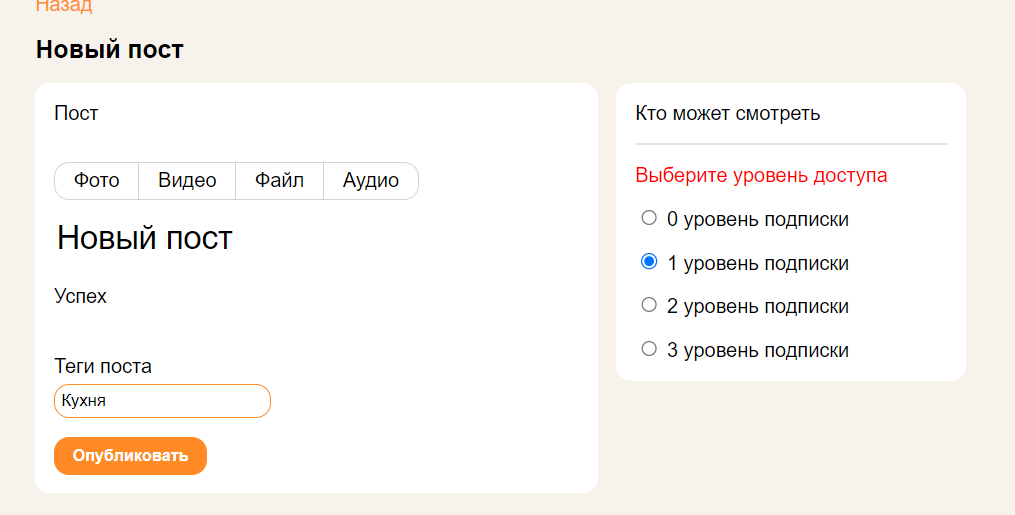 Назад
Новый пост
Пост
Фото Видео Файл Аудио
Новый пост
Успех
Теги поста
Кухня
Опубликовать
Кто может смотреть
Выберите уровень доступа
0 уровень подписки
1 уровень подписки
2 уровень подписки
3 уровень подписки